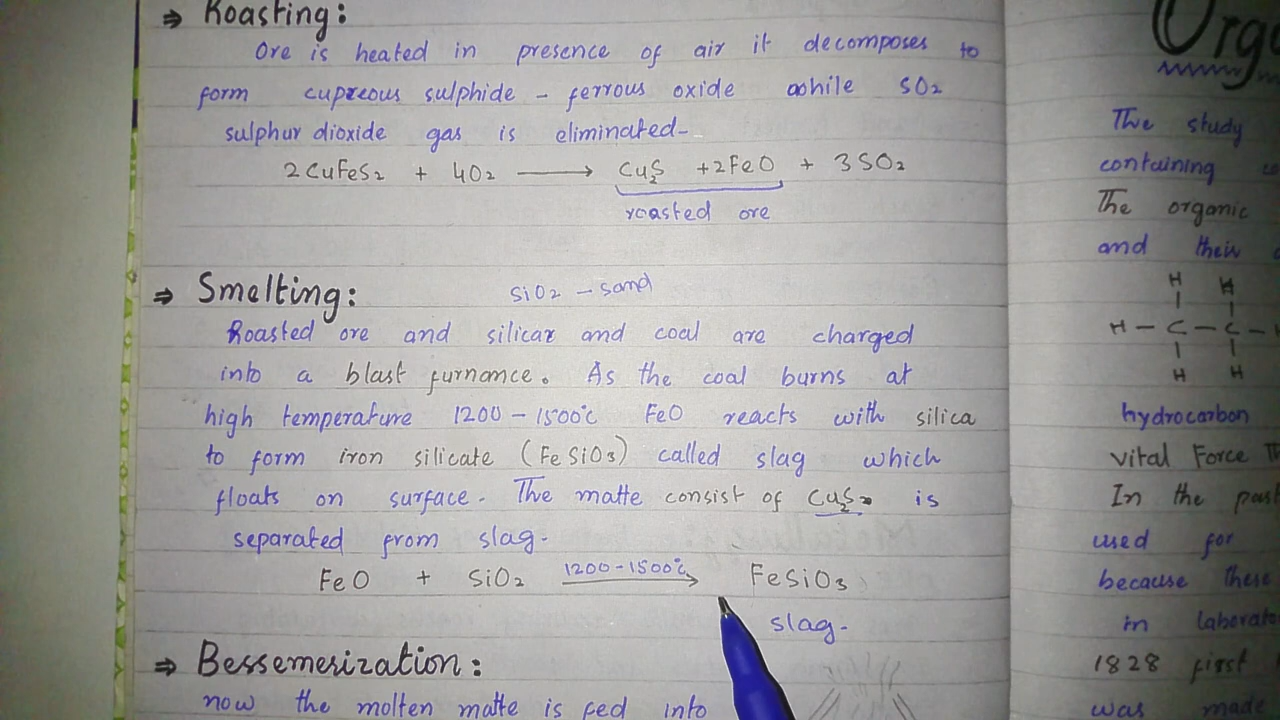 ⇒ Roasting:
Ore is heated in presence of air it decomposes to
form cupreous sulphide - ferrous oxide while SO2
sulphur dioxide gas is eliminated-
2CuFeS2 + 4O2 ⟶ Cu2S +2FeO + 3SO2
roasted ore
⇒ Smelting: SiO2 - sand
Roasted ore and silica and coal are charged
into a blast furnance. As the coal burns at
high temperature 1200-1500°c FeO reacts with silica
to form iron silicate (FeSiO3) called slag which
floats on surface. The matte consist of Cu2S is
separated from slag.
FeO + SiO2 1200-1500°c ⟶ FeSiO3
slag-
⇒ Bessemerization:
now the molten matte is fed into
Orga
The study
containing
The organic
and their
H H
H - C - C -
H H
hydrocarbon
vital Force
In the past
used for
because these
in laborato
1828 first
was made